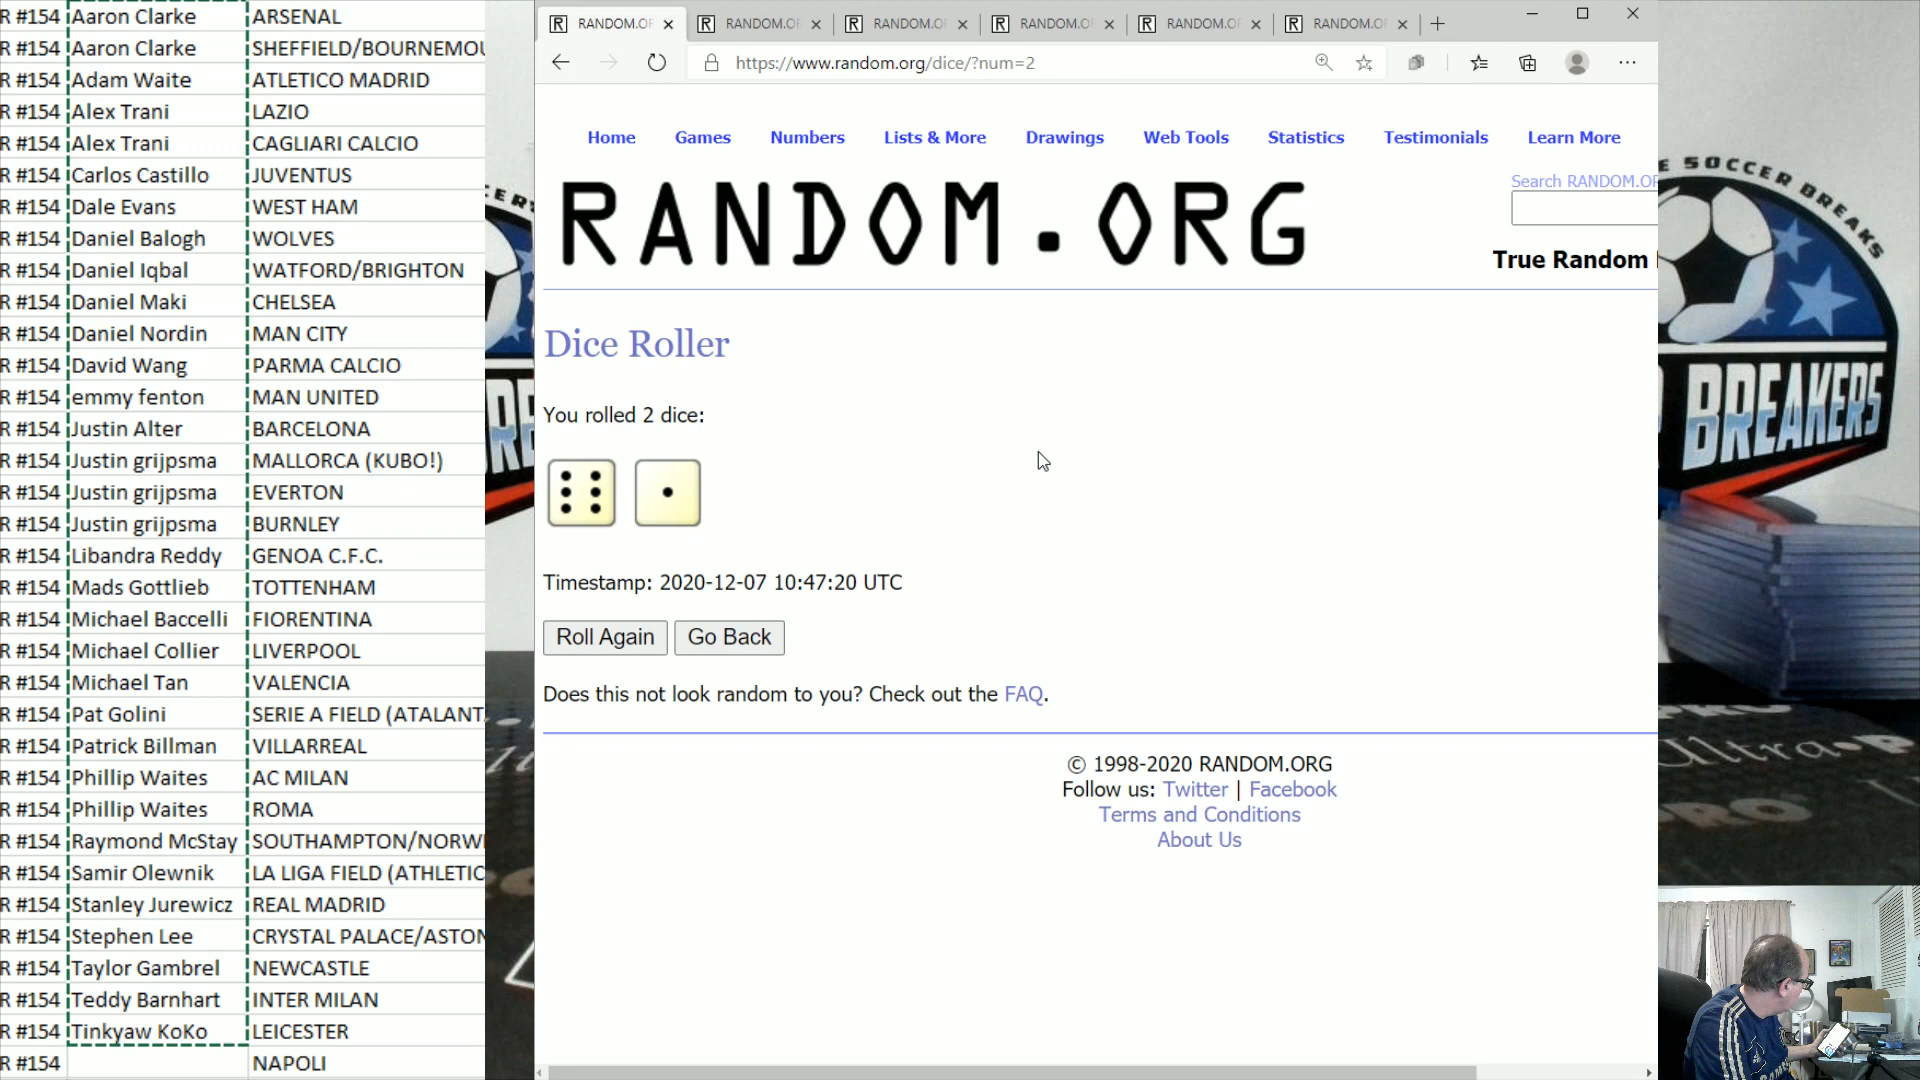 R #154 Aaron Clarke ARSENAL
R #154 Aaron Clarke SHEFFIELD/BOURNEMOU
R #154 Adam Waite ATLETICO MADRID
R #154 Alex Trani LAZIO
R #154 Alex Trani CAGLIARI CALCIO
R #154 Carlos Castillo JUVENTUS
R #154 Dale Evans WEST HAM
R #154 Daniel Balogh WOLVES
R #154 Daniel Iqbal WATFORD/BRIGHTON
R #154 Daniel Maki CHELSEA
R #154 Daniel Nordin MAN CITY
R #154 David Wang PARMA CALCIO
R #154 emmy fenton MAN UNITED
R #154 Justin Alter BARCELONA
R #154 Justin grijpsma MALLORCA (KUBO!)
R #154 Justin grijpsma EVERTON
R #154 Justin grijpsma BURNLEY
R #154 Libandra Reddy GENOA C.F.C.
R #154 Mads Gottlieb TOTTENHAM
R #154 Michael Baccelli FIORENTINA
R #154 Michael Collier LIVERPOOL
R #154 Michael Tan VALENCIA
R #154 Pat Golini SERIE A FIELD (ATALANT
R #154 Patrick Billman VILLARREAL
R #154 Phillip Waites AC MILAN
R #154 Phillip Waites ROMA
R #154 Raymond McStay SOUTHAMPTON/NORWI
R #154 Samir Olewnik LA LIGA FIELD (ATHLETIC
R #154 Stanley Jurewicz REAL MADRID
R #154 Stephen Lee CRYSTAL PALACE/ASTON
R #154 Taylor Gambrel NEWCASTLE
R #154 Teddy Barnhart INTER MILAN
R #154 Tinkyaw KoKo LEICESTER
R #154 NAPOLI
RANDOM.OR RANDOM.OR RANDOM.OR RANDOM.OR RANDOM.OR RANDOM.OR
https://www.random.org/dice/?num=2
Home Games Numbers Lists & More Drawings Web Tools Statistics Testimonials Learn More
RANDOM.ORG
Search RANDOM.OR
True Random
Dice Roller
You rolled 2 dice:
Timestamp: 2020-12-07 10:47:20 UTC
Roll Again Go Back
Does this not look random to you? Check out the FAQ.
© 1998-2020 RANDOM.ORG
Follow us: Twitter | Facebook
Terms and Conditions
About Us
E SOCCER BREAKS
BREAKERS
Ultra
PRO